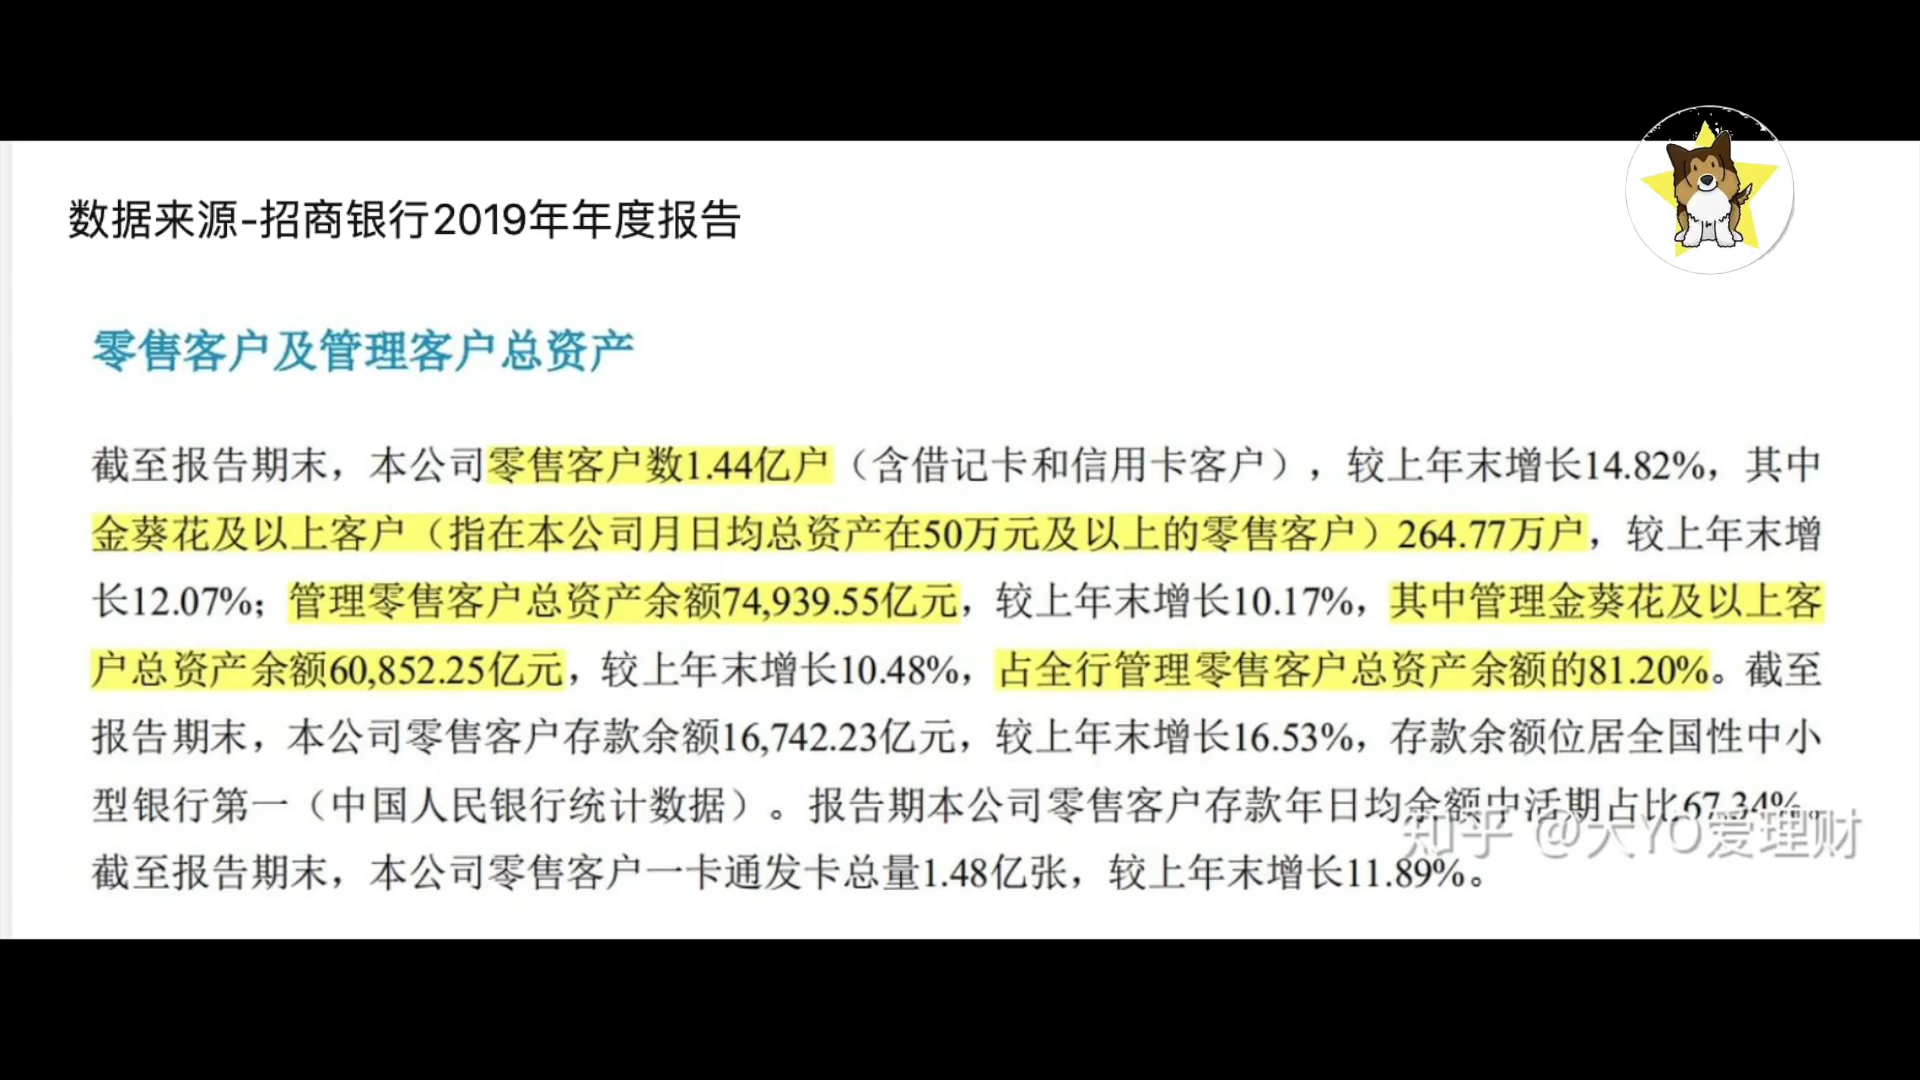 数据来源-招商银行2019年年度报告
零售客户及管理客户总资产
截至报告期末，本公司零售客户数1.44亿户（含借记卡和信用卡客户），较上年末增长14.82%，其中
金葵花及以上客户（指在本公司月日均总资产在50万元及以上的零售客户）264.77万户，较上年末增
长12.07%；管理零售客户总资产余额74,939.55亿元，较上年末增长10.17%，其中管理金葵花及以上客
户总资产余额60,852.25亿元，较上年末增长10.48%，占全行管理零售客户总资产余额的81.20%。截至
报告期末，本公司零售客户存款余额16,742.23亿元，较上年末增长16.53%，存款余额位居全国性中小
型银行第一（中国人民银行统计数据）。报告期本公司零售客户存款年日均余额中活期占比67.34%。
知乎 @大YO爱理财
截至报告期末，本公司零售客户一卡通发卡总量1.48亿张，较上年末增长11.89%。